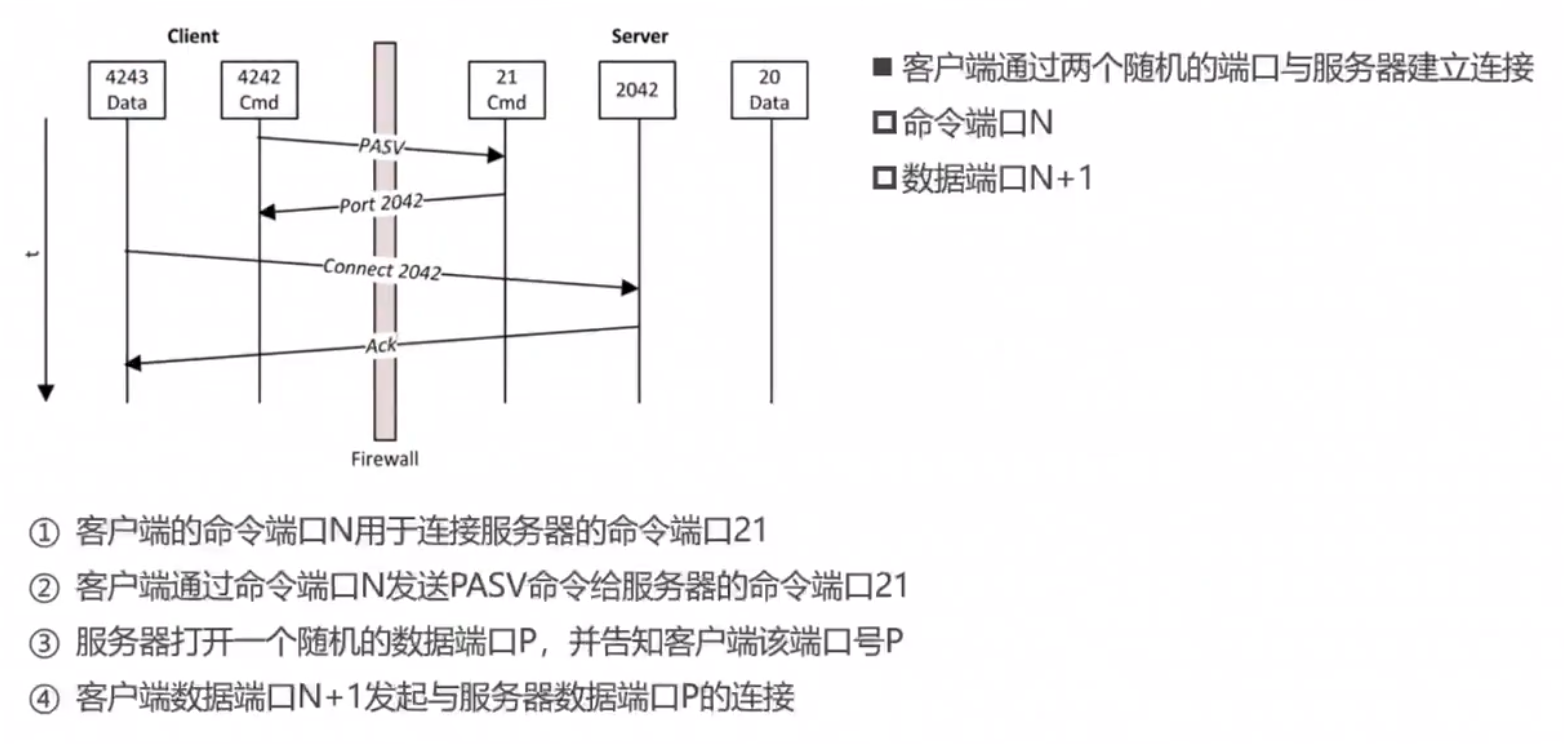 Client
Server
4243
Data
4242
Cmd
21
Cmd
2042
20
Data
PASV
Port 2042
Connect 2042
Ack
t
Firewall
■ 客户端通过两个随机的端口与服务器建立连接
命令端口N
数据端口N+1
① 客户端的命令端口N用于连接服务器的命令端口21
② 客户端通过命令端口N发送PASV命令给服务器的命令端口21
③ 服务器打开一个随机的数据端口P，并告知客户端该端口号P
④ 客户端数据端口N+1发起与服务器数据端口P的连接